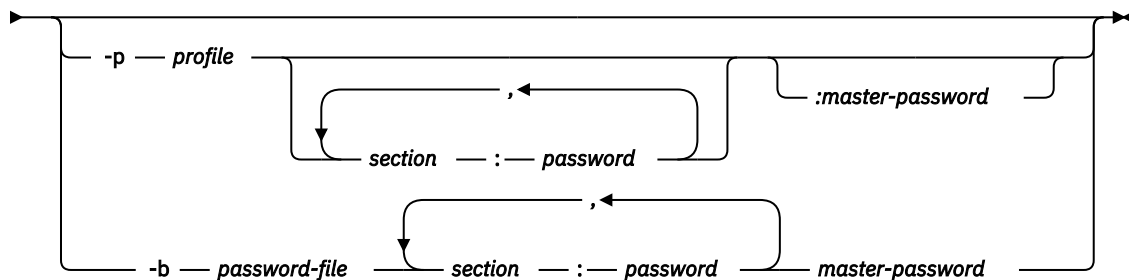 -p profile
,
:master-password
section : password
,
-b password-file section : password master-password